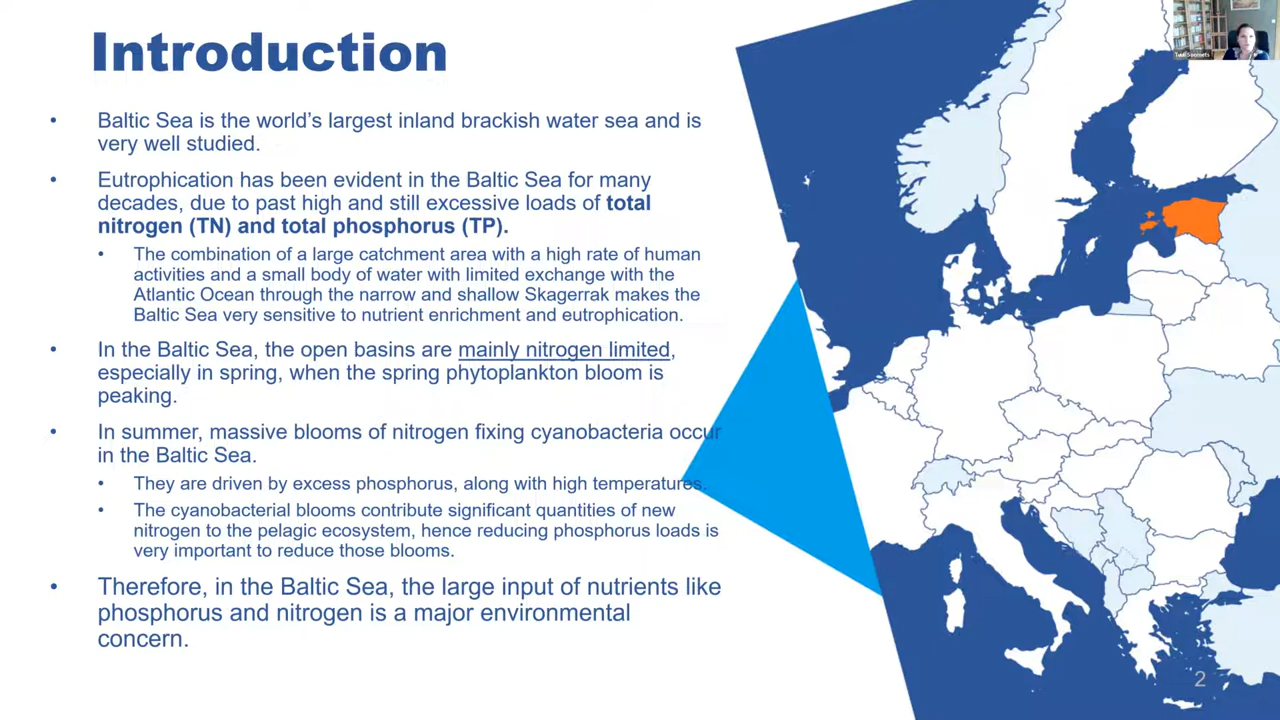 Introduction
• Baltic Sea is the world’s largest inland brackish water sea and is
very well studied.
• Eutrophication has been evident in the Baltic Sea for many
decades, due to past high and still excessive loads of total
nitrogen (TN) and total phosphorus (TP).
• The combination of a large catchment area with a high rate of human
activities and a small body of water with limited exchange with the
Atlantic Ocean through the narrow and shallow Skagerrak makes the
Baltic Sea very sensitive to nutrient enrichment and eutrophication.
• In the Baltic Sea, the open basins are mainly nitrogen limited,
especially in spring, when the spring phytoplankton bloom is
peaking.
• In summer, massive blooms of nitrogen fixing cyanobacteria occur
in the Baltic Sea.
• They are driven by excess phosphorus, along with high temperatures.
• The cyanobacterial blooms contribute significant quantities of new
nitrogen to the pelagic ecosystem, hence reducing phosphorus loads is
very important to reduce those blooms.
• Therefore, in the Baltic Sea, the large input of nutrients like
phosphorus and nitrogen is a major environmental
concern.
2